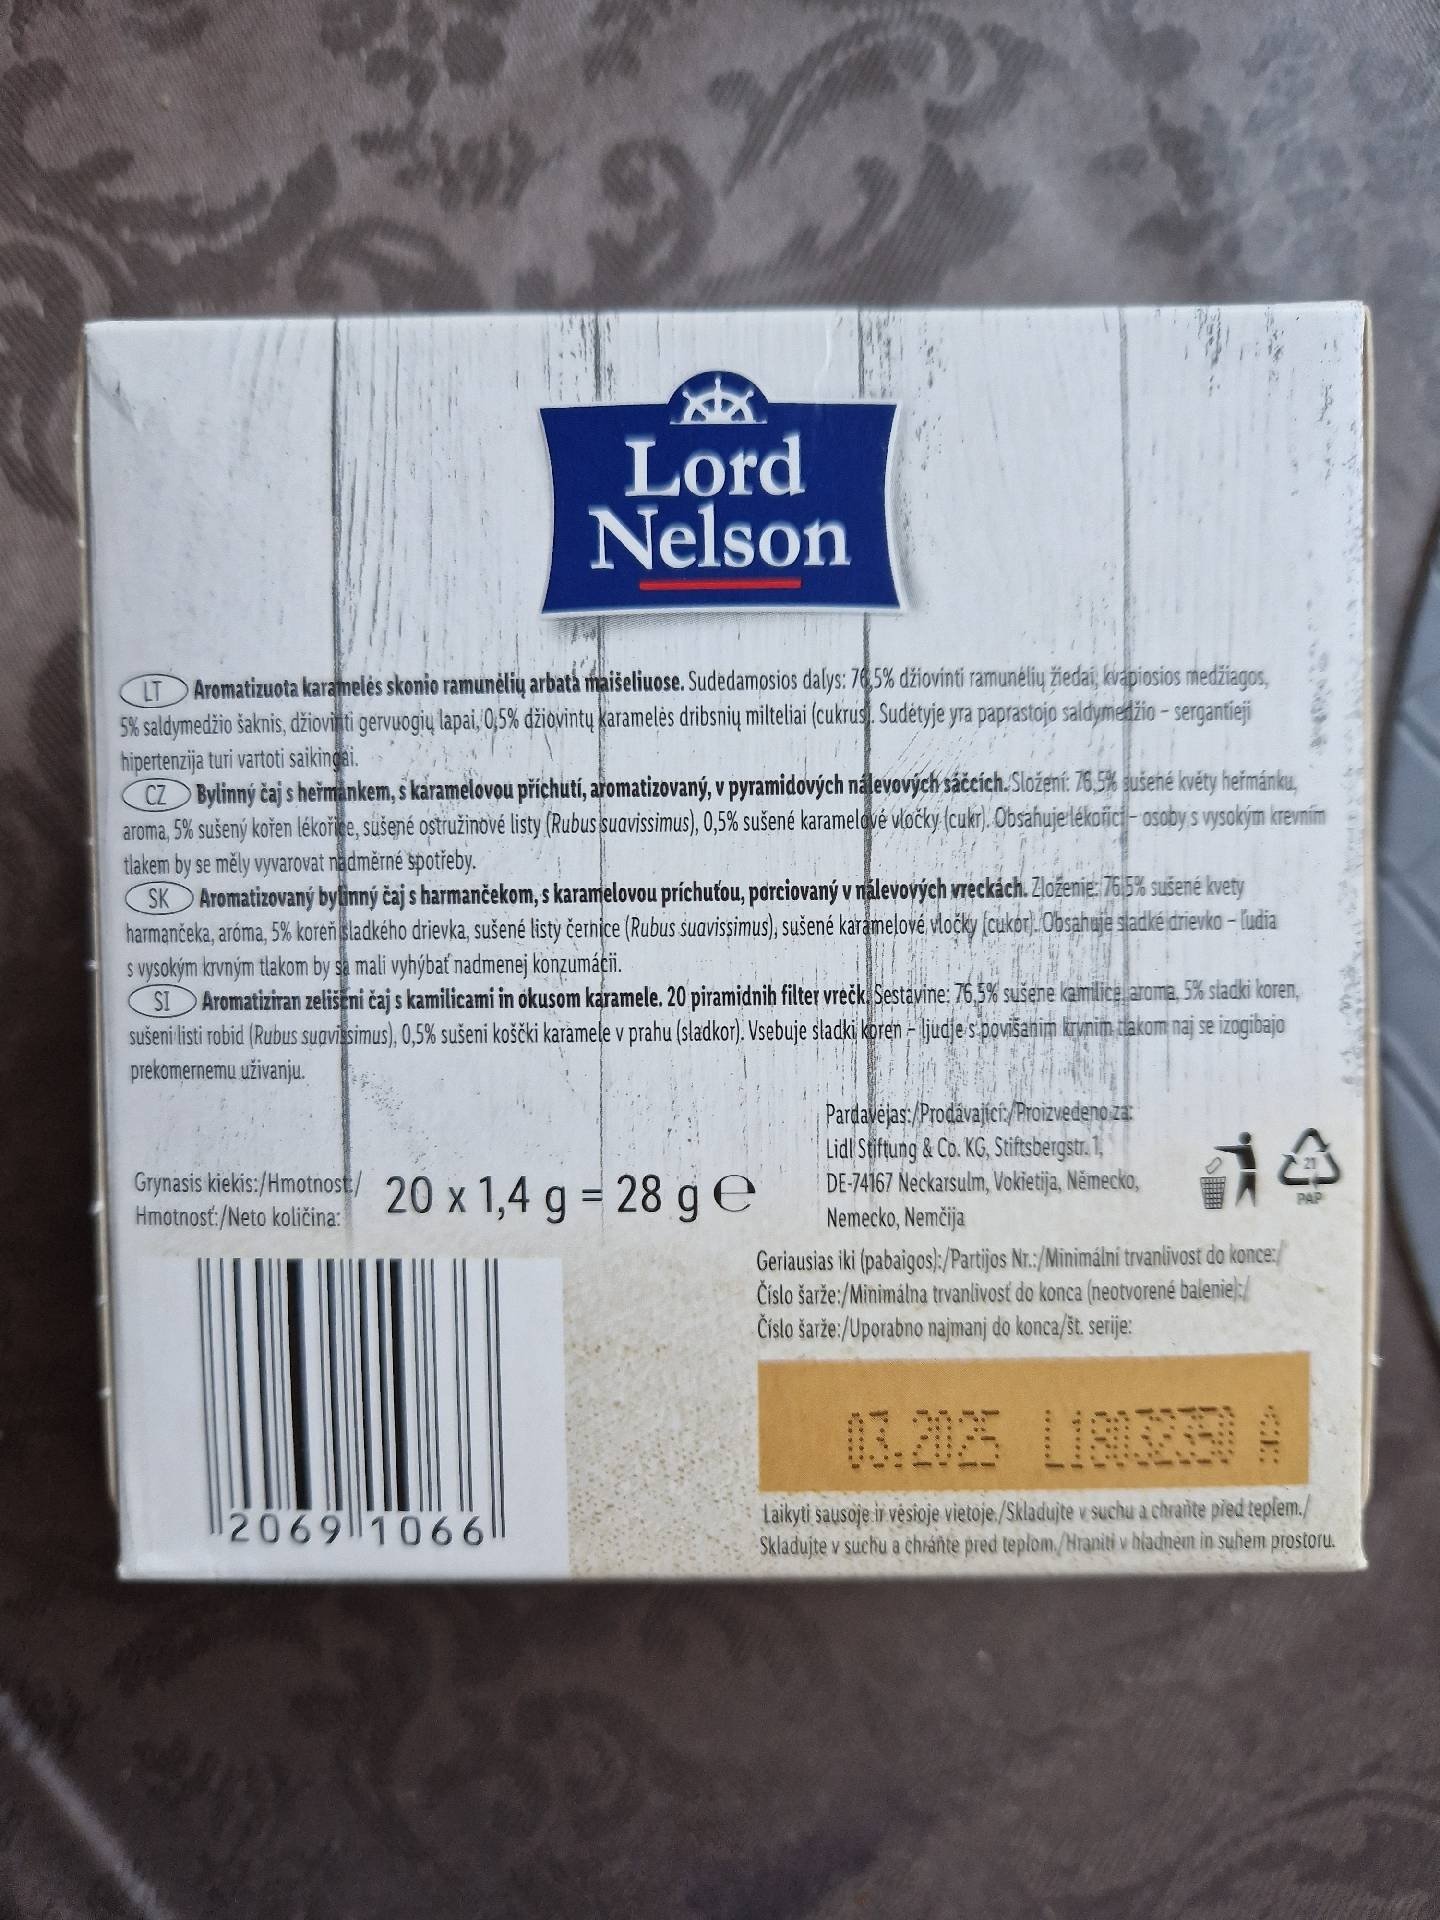 Lord
Nelson
LT Aromatizuota karamelės skonio ramunėlių arbata maišeliuose. Sudedamosios dalys: 76,5% džiovinti ramunėlių žiedai, kvapiosios medžiagos,
5% saldymedžio šaknis, džiovinti gervuogių lapai, 0,5% džiovintų karamelės dribsnių milteliai (cukrus). Sudėtyje yra paprastojo saldymedžio – sergantieji
hipertenzija turi vartoti saikingai.
CZ Bylinný čaj s heřmánkem, s karamelovou příchutí, aromatizovaný, v pyramidových nálevových sáčcích. Složení: 76,5% sušené květy heřmánku,
aroma, 5% sušený kořen lékořice, sušené ostružinové listy (Rubus suavissimus), 0,5% sušené karamelové vločky (cukr). Obsahuje lékořici – osoby s vysokým krevním
tlakem by se měly vyvarovat nadměrné spotřeby.
SK Aromatizovaný bylinný čaj s harmančekom, s karamelovou príchuťou, porciovaný v nálevových vreckách. Zloženie: 76,5% sušené kvety
harmančeka, aróma, 5% koreň sladkého drievka, sušené listy černice (Rubus suavissimus), sušené karamelové vločky (cukor). Obsahuje sladké drievko – ľudia
s vysokým krvným tlakom by sa mali vyhýbať nadmenej konzumácii.
SI Aromatiziran zeliščni čaj s kamilicami in okusom karamele. 20 piramidnih filter vrečk. Sestavine: 76,5% sušene kamilice, aroma, 5% sladki koren,
sušeni listi robid (Rubus suavissimus), 0,5% sušeni koščki karamele v prahu (sladkor). Vsebuje sladki koren – ljudje s povišanim krvnim tlakom naj se izogibajo
prekomernemu uživanju.
Pardavėjas:/Prodávající:/Proizvedeno za:
Lidl Stiftung & Co. KG, Stiftsbergstr. 1,
DE-74167 Neckarsulm, Vokietija, Německo,
Nemecko, Nemčija
21
PAP
Grynasis kiekis:/Hmotnost:/
Hmotnosť:/Neto količina:
20 x 1,4 g = 28 g e
Geriausias iki (pabaigos):/Partijos Nr.:/Minimální trvanlivost do konce:/
Číslo šarže:/Minimálna trvanlivosť do konca (neotvorené balenie):/
Číslo šarže:/Uporabno najmanj do konca/št. serije:
03.2025 L18032350 A
2069 1066
Laikyti sausoje ir vėsioje vietoje./Skladujte v suchu a chraňte před teplem./
Skladujte v suchu a chráňte pred teplom./Hraniti v hladnem in suhem prostoru.